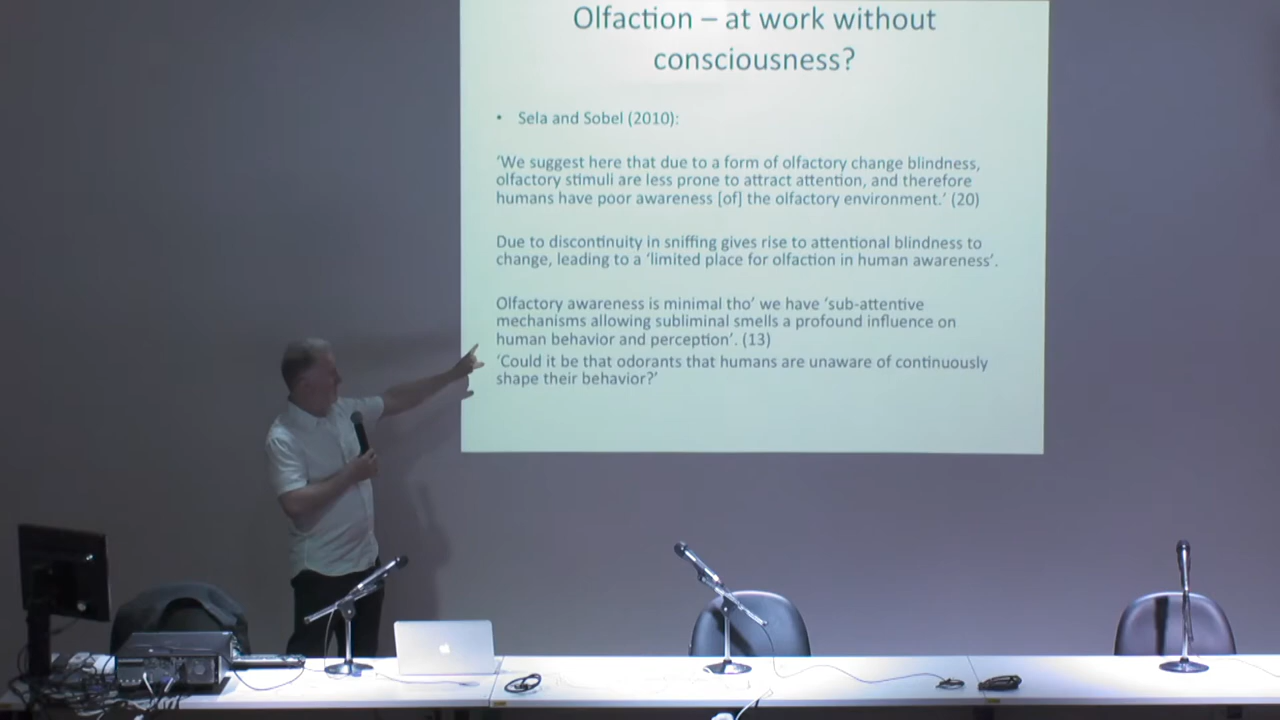 Olfaction – at work without
consciousness?
• Sela and Sobel (2010):
‘We suggest here that due to a form of olfactory change blindness,
olfactory stimuli are less prone to attract attention, and therefore
humans have poor awareness [of] the olfactory environment.’ (20)
Due to discontinuity in sniffing gives rise to attentional blindness to
change, leading to a ‘limited place for olfaction in human awareness’.
Olfactory awareness is minimal tho’ we have ‘sub-attentive
mechanisms allowing subliminal smells a profound influence on
human behavior and perception’. (13)
‘Could it be that odorants that humans are unaware of continuously
shape their behavior?’